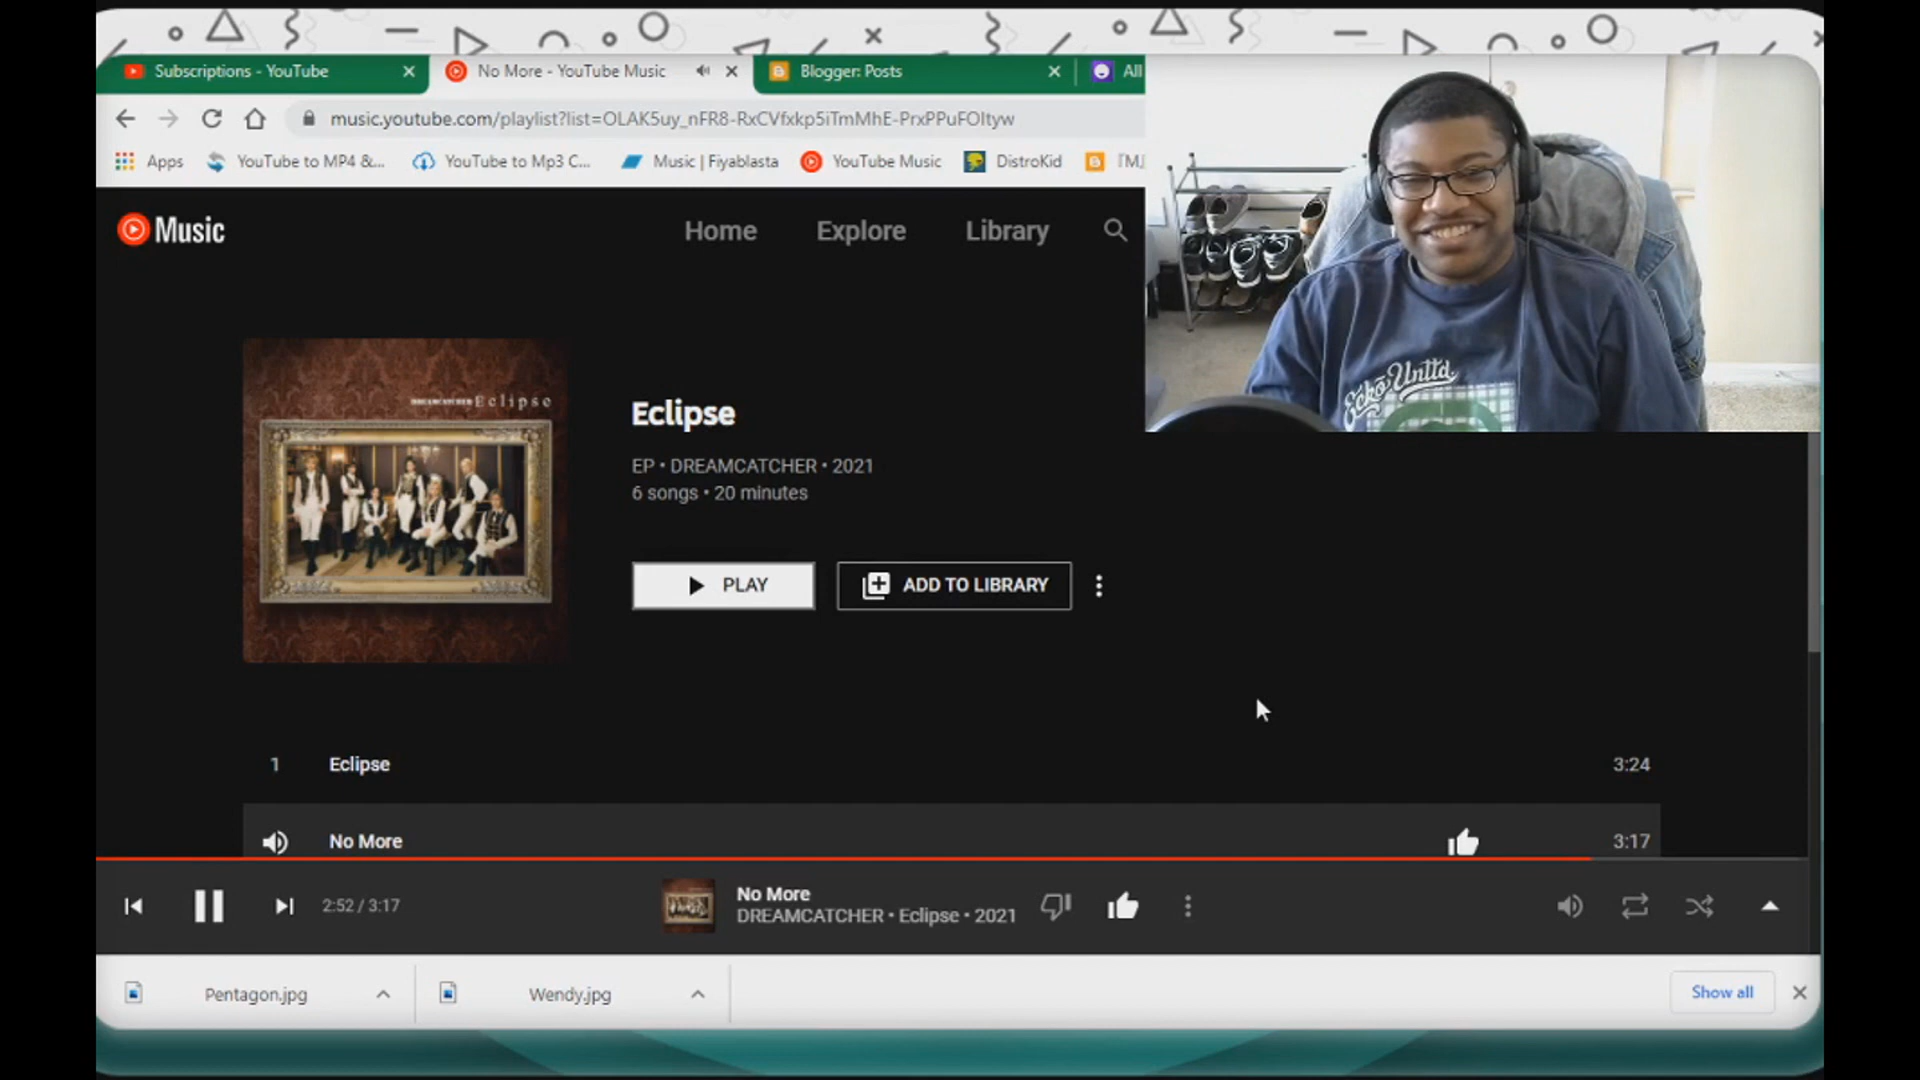 Subscriptions - YouTube
No More - YouTube Music
Blogger: Posts
All
music.youtube.com/playlist?list=OLAK5uy_nFR8-RxCVfxkp5iTmMhE-PrxPPuFOltyw
Apps
YouTube to MP4 &...
YouTube to Mp3 C...
Music | Fiyablasta
YouTube Music
DistroKid
『M』
Music
Home
Explore
Library
Ecko Unltd.
DREAMCATCHER Eclipse
Eclipse
EP • DREAMCATCHER • 2021
6 songs • 20 minutes
PLAY
ADD TO LIBRARY
1 Eclipse 3:24
No More 3:17
2:52 / 3:17
No More
DREAMCATCHER • Eclipse • 2021
Pentagon.jpg
Wendy.jpg
Show all